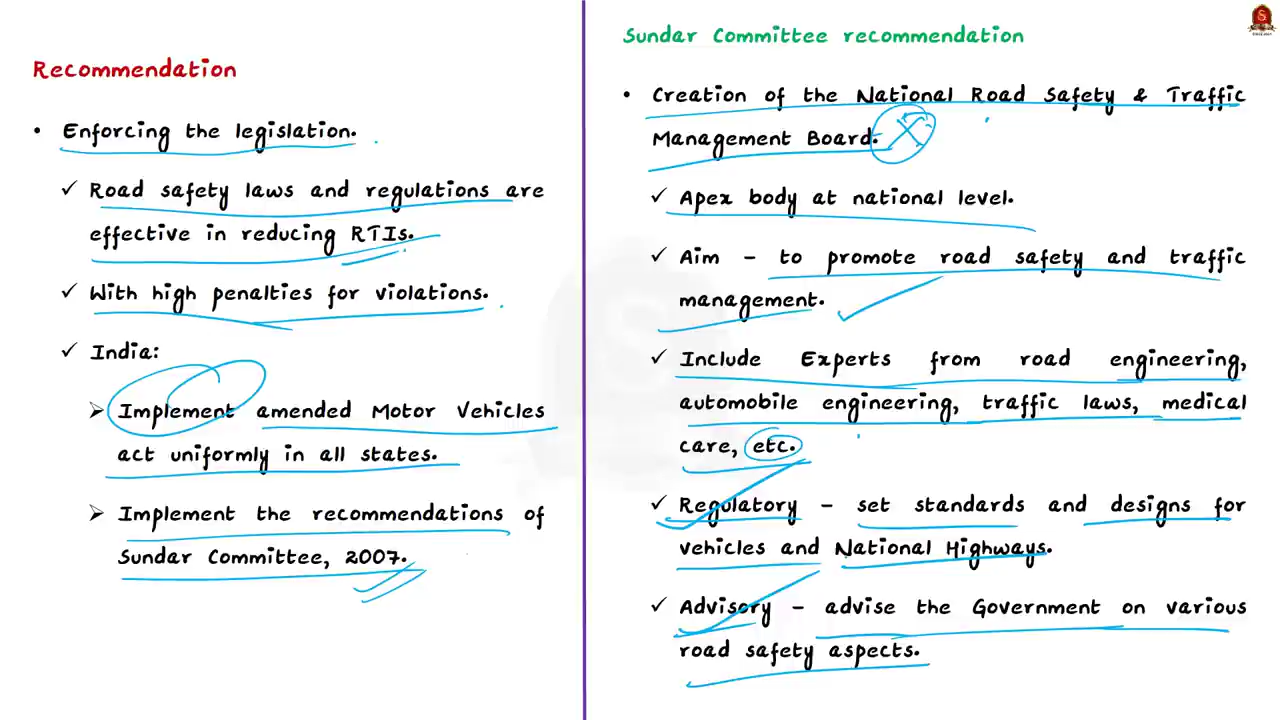 Recommendation
• Enforcing the legislation.
✓ Road safety laws and regulations are
effective in reducing RTIs.
✓ With high penalties for violations.
✓ India:
➢ Implement amended Motor Vehicles
act uniformly in all states.
➢ Implement the recommendations of
Sundar Committee, 2007.
Sundar Committee recommendation
• Creation of the National Road Safety & Traffic
Management Board.
✓ Apex body at national level.
✓ Aim - to promote road safety and traffic
management.
✓ Include Experts from road engineering,
automobile engineering, traffic laws, medical
care, etc.
✓ Regulatory - set standards and designs for
vehicles and National Highways.
✓ Advisory - advise the Government on various
road safety aspects.